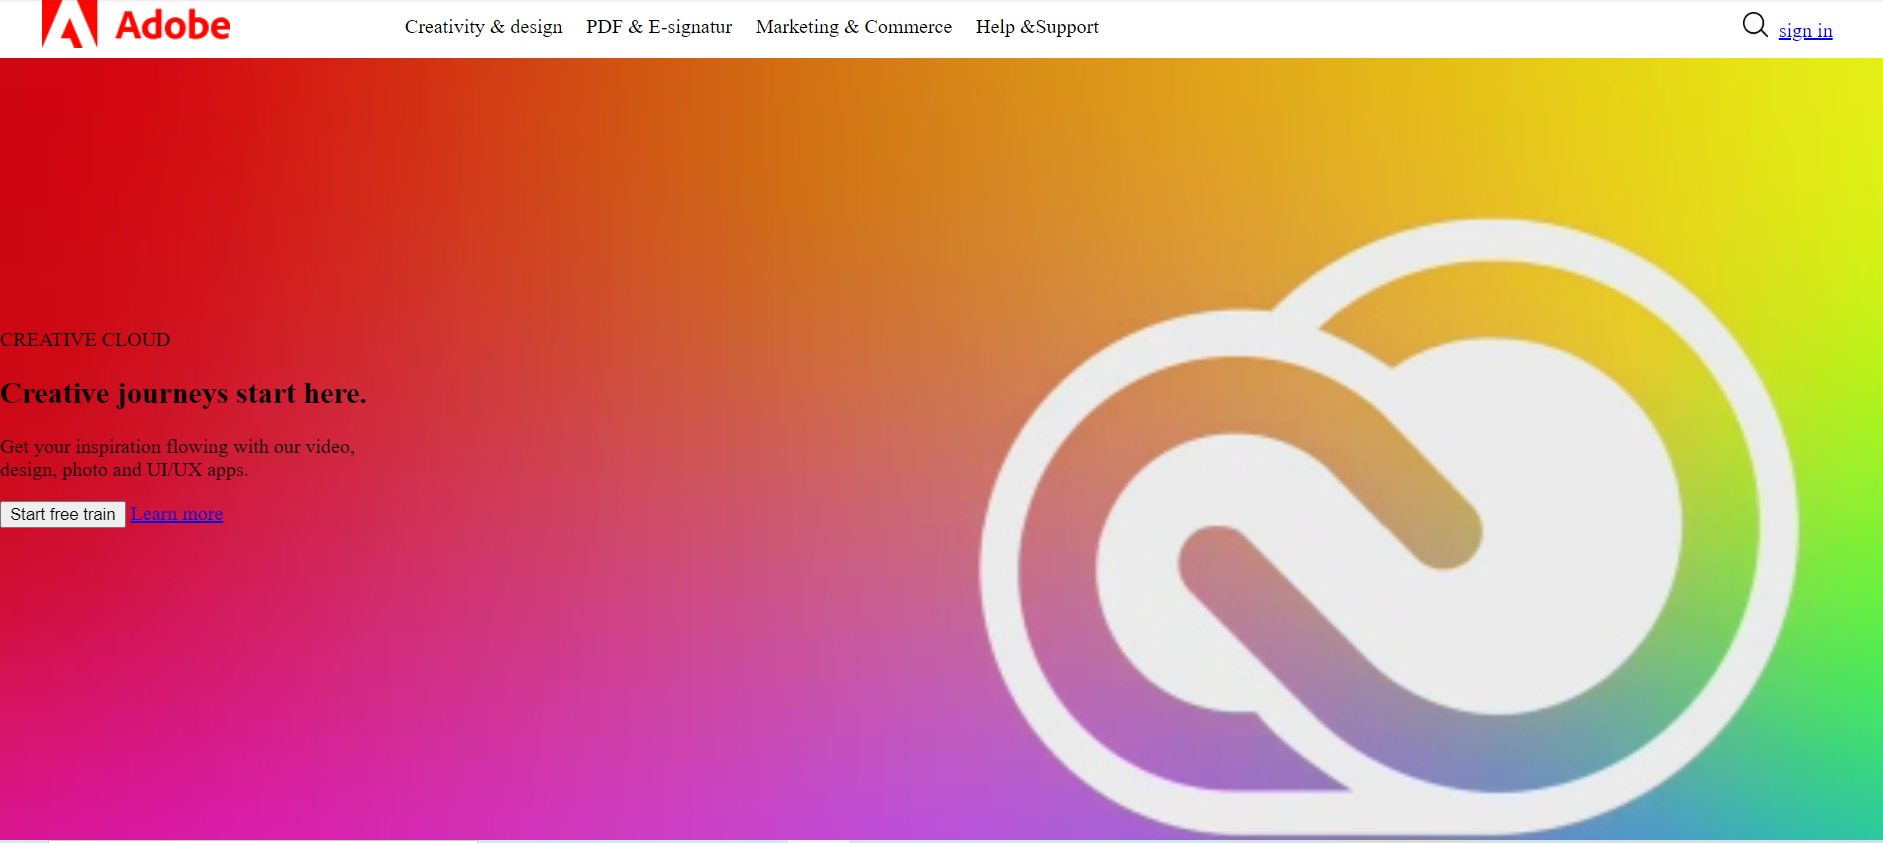 Adobe
Creativity & design PDF & E-signatur Marketing & Commerce Help &Support
sign in
CREATIVE CLOUD
Creative journeys start here.
Get your inspiration flowing with our video,
design, photo and UI/UX apps.
Start free train Learn more